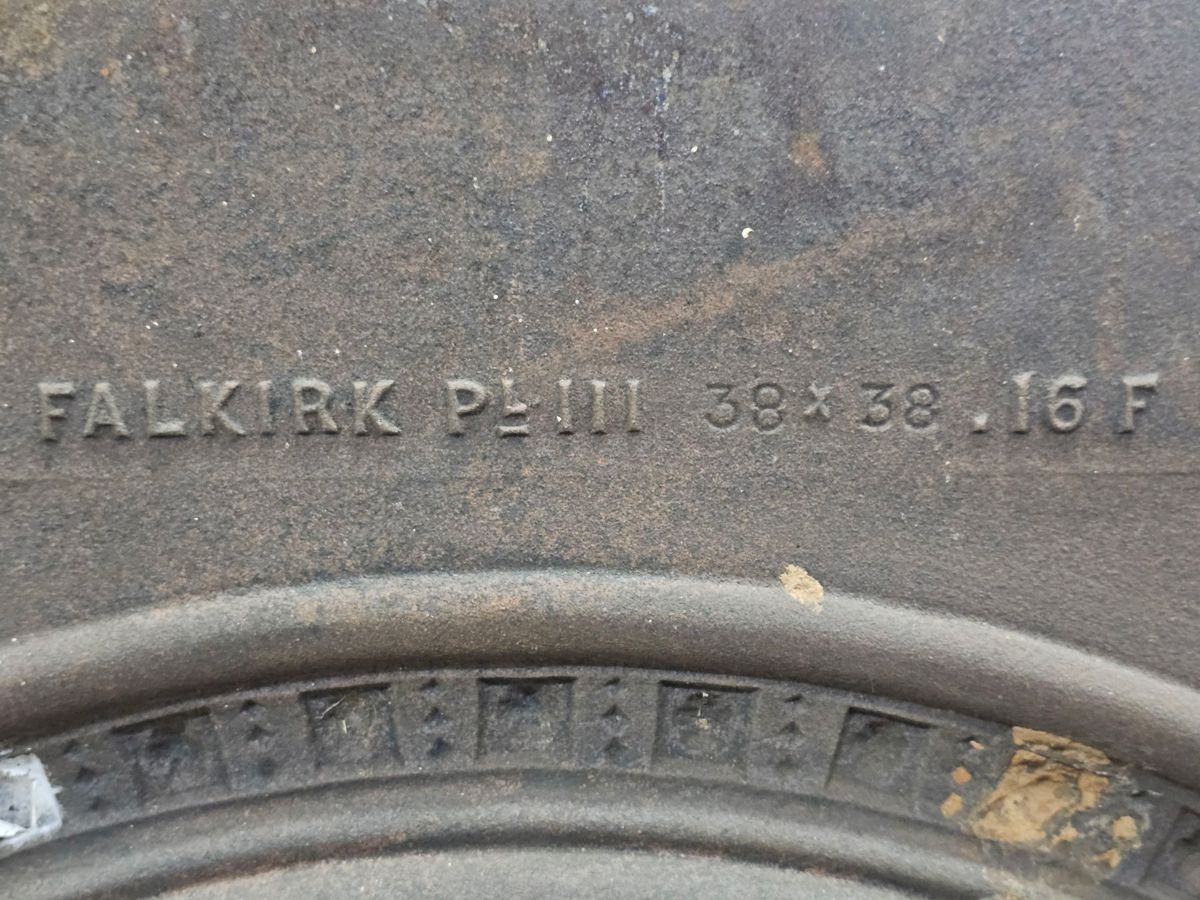 FALKIRK PL III 38 x 38 .16 F